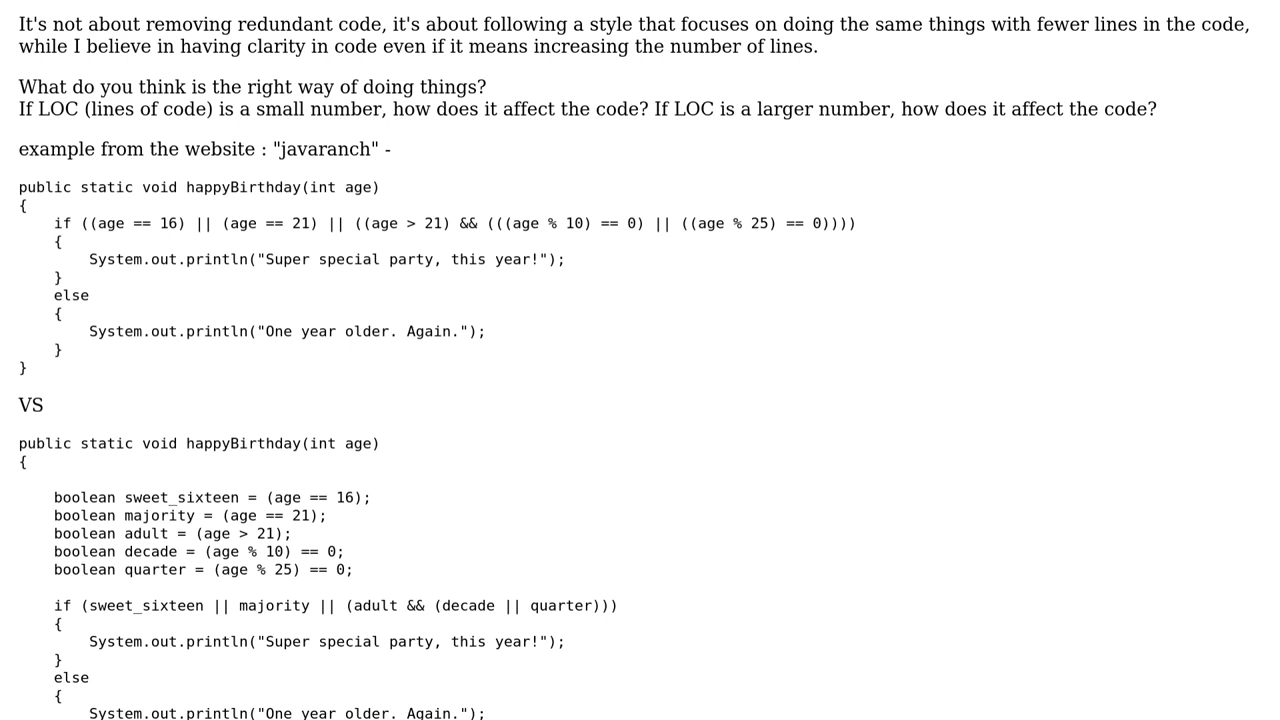 It's not about removing redundant code, it's about following a style that focuses on doing the same things with fewer lines in the code,
while I believe in having clarity in code even if it means increasing the number of lines.
What do you think is the right way of doing things?
If LOC (lines of code) is a small number, how does it affect the code? If LOC is a larger number, how does it affect the code?
example from the website : "javaranch" -
public static void happyBirthday(int age)
{
    if ((age == 16) || (age == 21) || ((age > 21) && (((age % 10) == 0) || ((age % 25) == 0))))
    {
        System.out.println("Super special party, this year!");
    }
    else
    {
        System.out.println("One year older. Again.");
    }
}
VS
public static void happyBirthday(int age)
{
    boolean sweet_sixteen = (age == 16);
    boolean majority = (age == 21);
    boolean adult = (age > 21);
    boolean decade = (age % 10) == 0;
    boolean quarter = (age % 25) == 0;
    if (sweet_sixteen || majority || (adult && (decade || quarter)))
    {
        System.out.println("Super special party, this year!");
    }
    else
    {
        System.out.println("One year older. Again.");